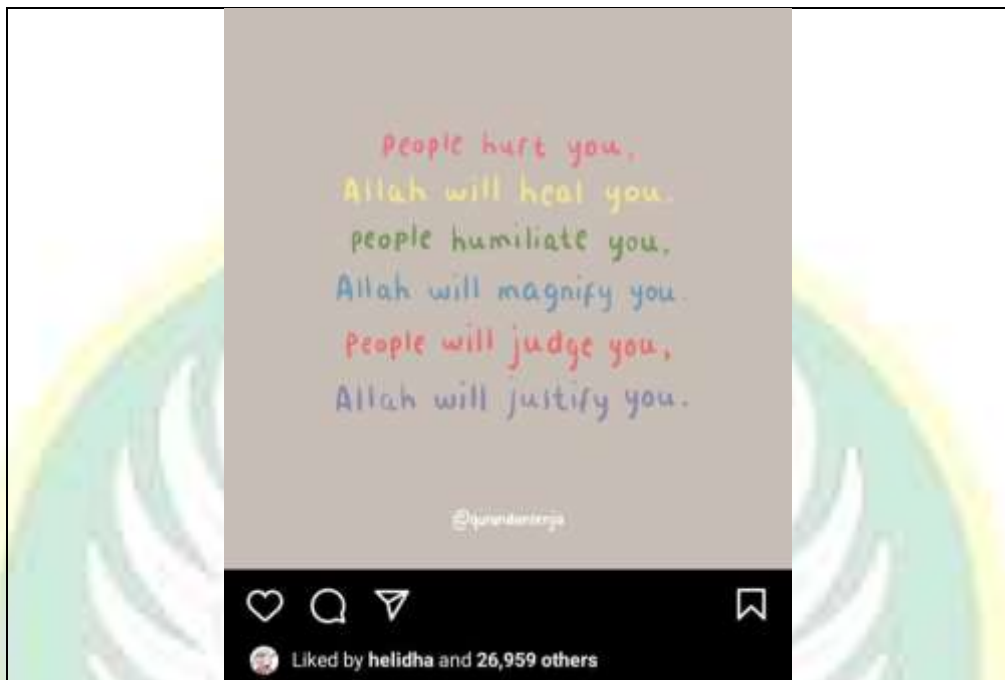 people hurt you,
Allah will heal you.
people humiliate you,
Allah will magnify you.
people will judge you,
Allah will justify you.
@qurandansenja
Liked by helidha and 26,959 others